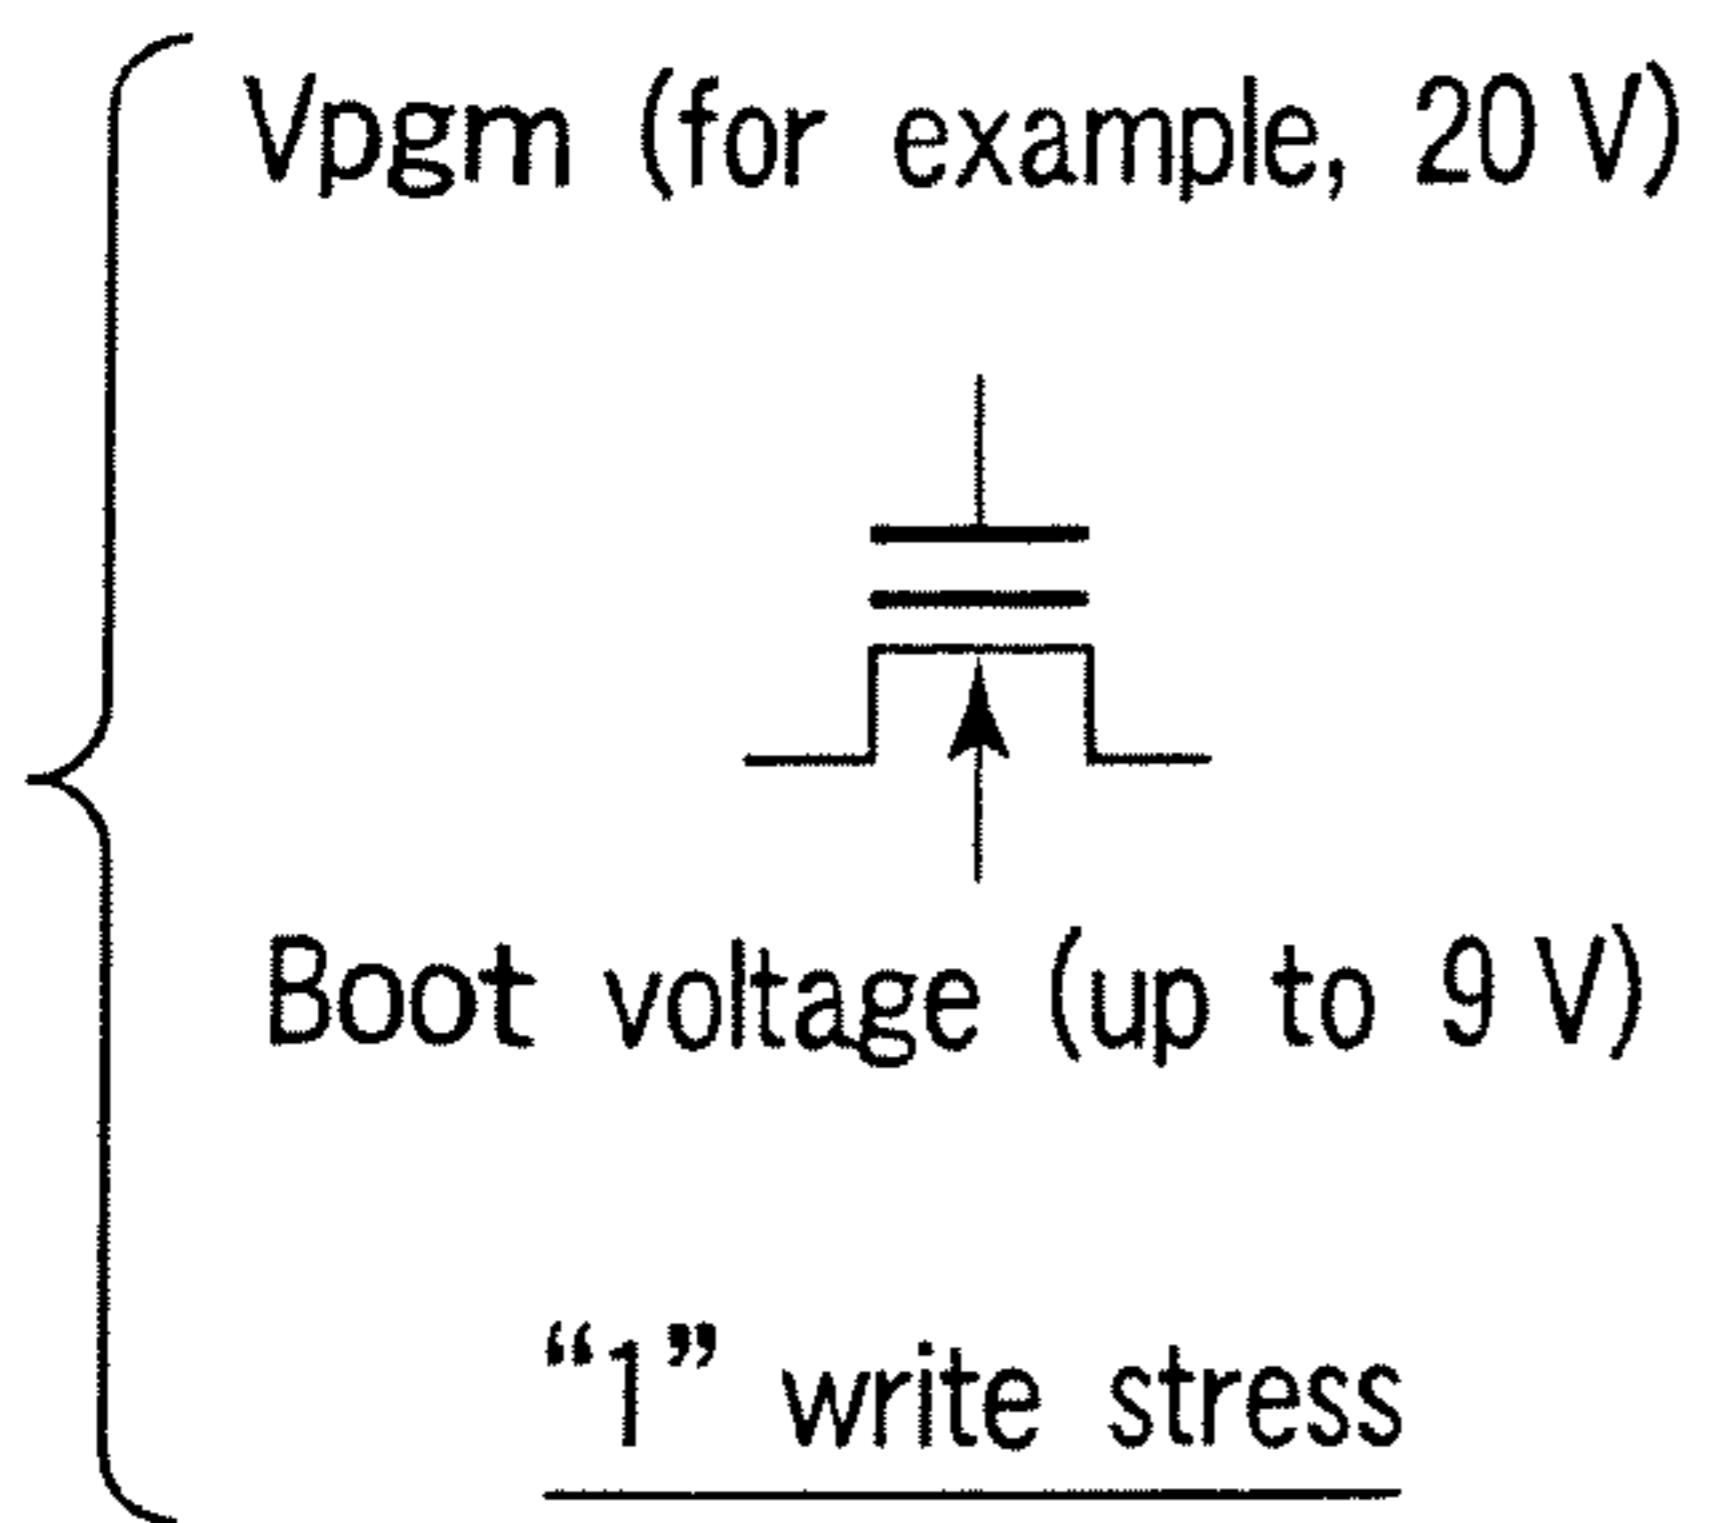 Vpgm (for example, 20 V)
Boot voltage (up to 9 V)
“1” write stress